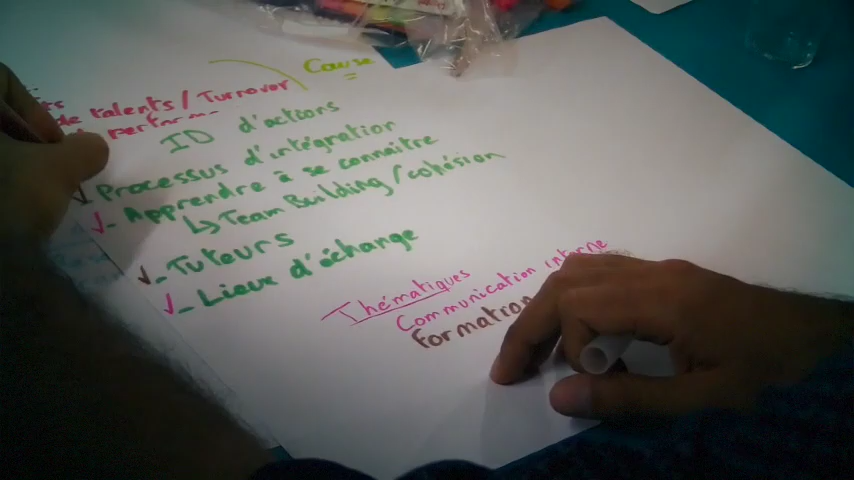 Cause
de talents / Turnover
ID d'actions
Processus d'intégration
- Apprendre à se connaître
↳ Team Building / cohésion
- Tuteurs
- Lieux d'échange
Thématiques
Communication interne
Formation